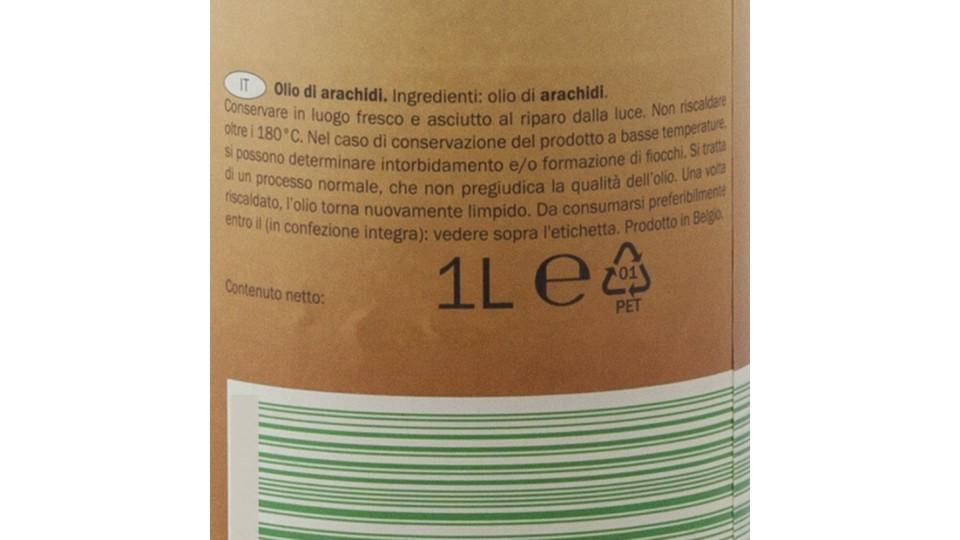 IT Olio di arachidi. Ingredienti: olio di arachidi.
Conservare in luogo fresco e asciutto al riparo dalla luce. Non riscaldare
oltre i 180°C. Nel caso di conservazione del prodotto a basse temperature,
si possono determinare intorbidamento e/o formazione di fiocchi. Si tratta
di un processo normale, che non pregiudica la qualità dell'olio. Una volta
riscaldato, l'olio torna nuovamente limpido. Da consumarsi preferibilmente
entro il (in confezione integra): vedere sopra l'etichetta. Prodotto in Belgio.
Contenuto netto: 1L ℮ 01
PET